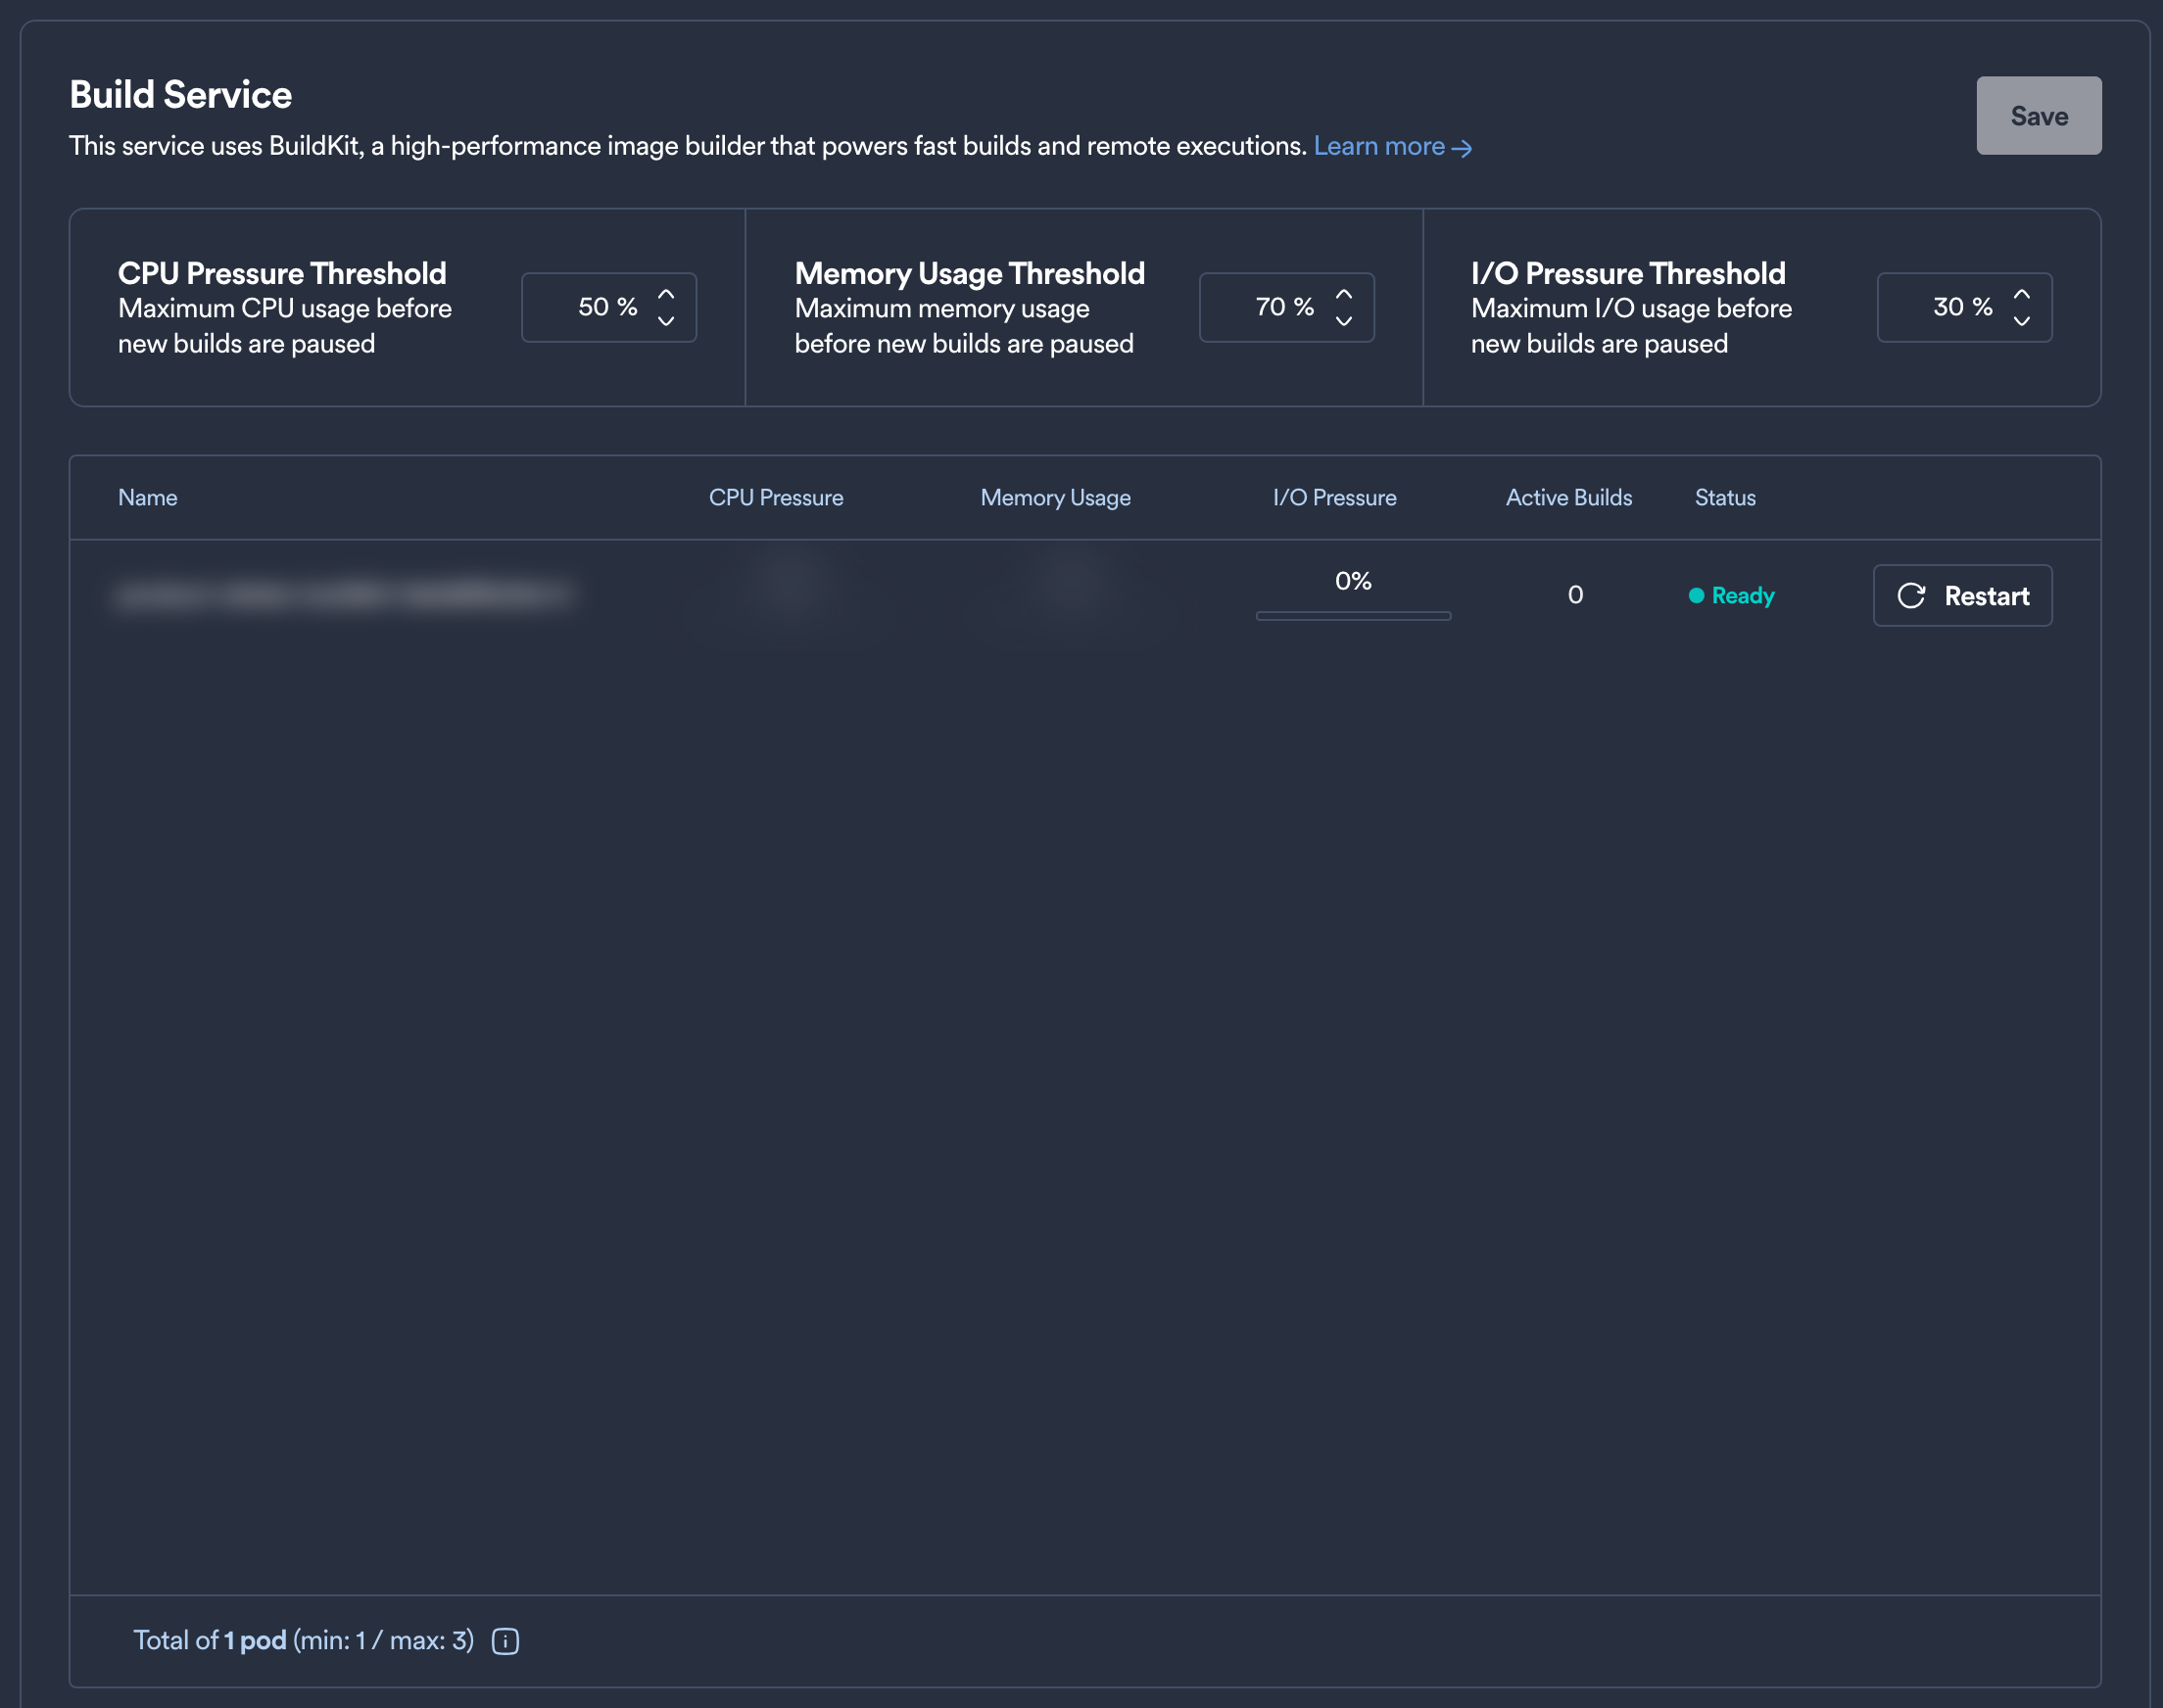 Build Service
Save
This service uses BuildKit, a high-performance image builder that powers fast builds and remote executions. Learn more
CPU Pressure Threshold
Maximum CPU usage before
new builds are paused
50 %
Memory Usage Threshold
Maximum memory usage
before new builds are paused
70 %
I/O Pressure Threshold
Maximum I/O usage before
new builds are paused
30 %
Name CPU Pressure Memory Usage I/O Pressure Active Builds Status
0% 0 Ready Restart
Total of 1 pod (min: 1 / max: 3)